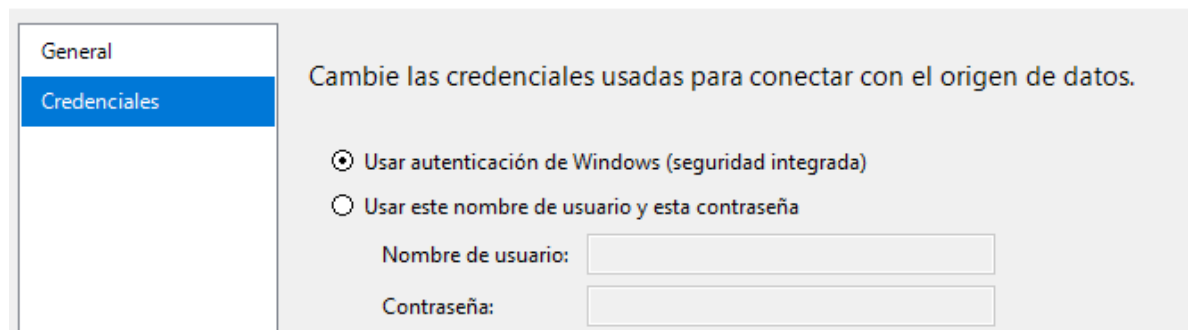 General
Credenciales
Cambie las credenciales usadas para conectar con el origen de datos.
Usar autenticación de Windows (seguridad integrada)
Usar este nombre de usuario y esta contraseña
Nombre de usuario:
Contraseña: